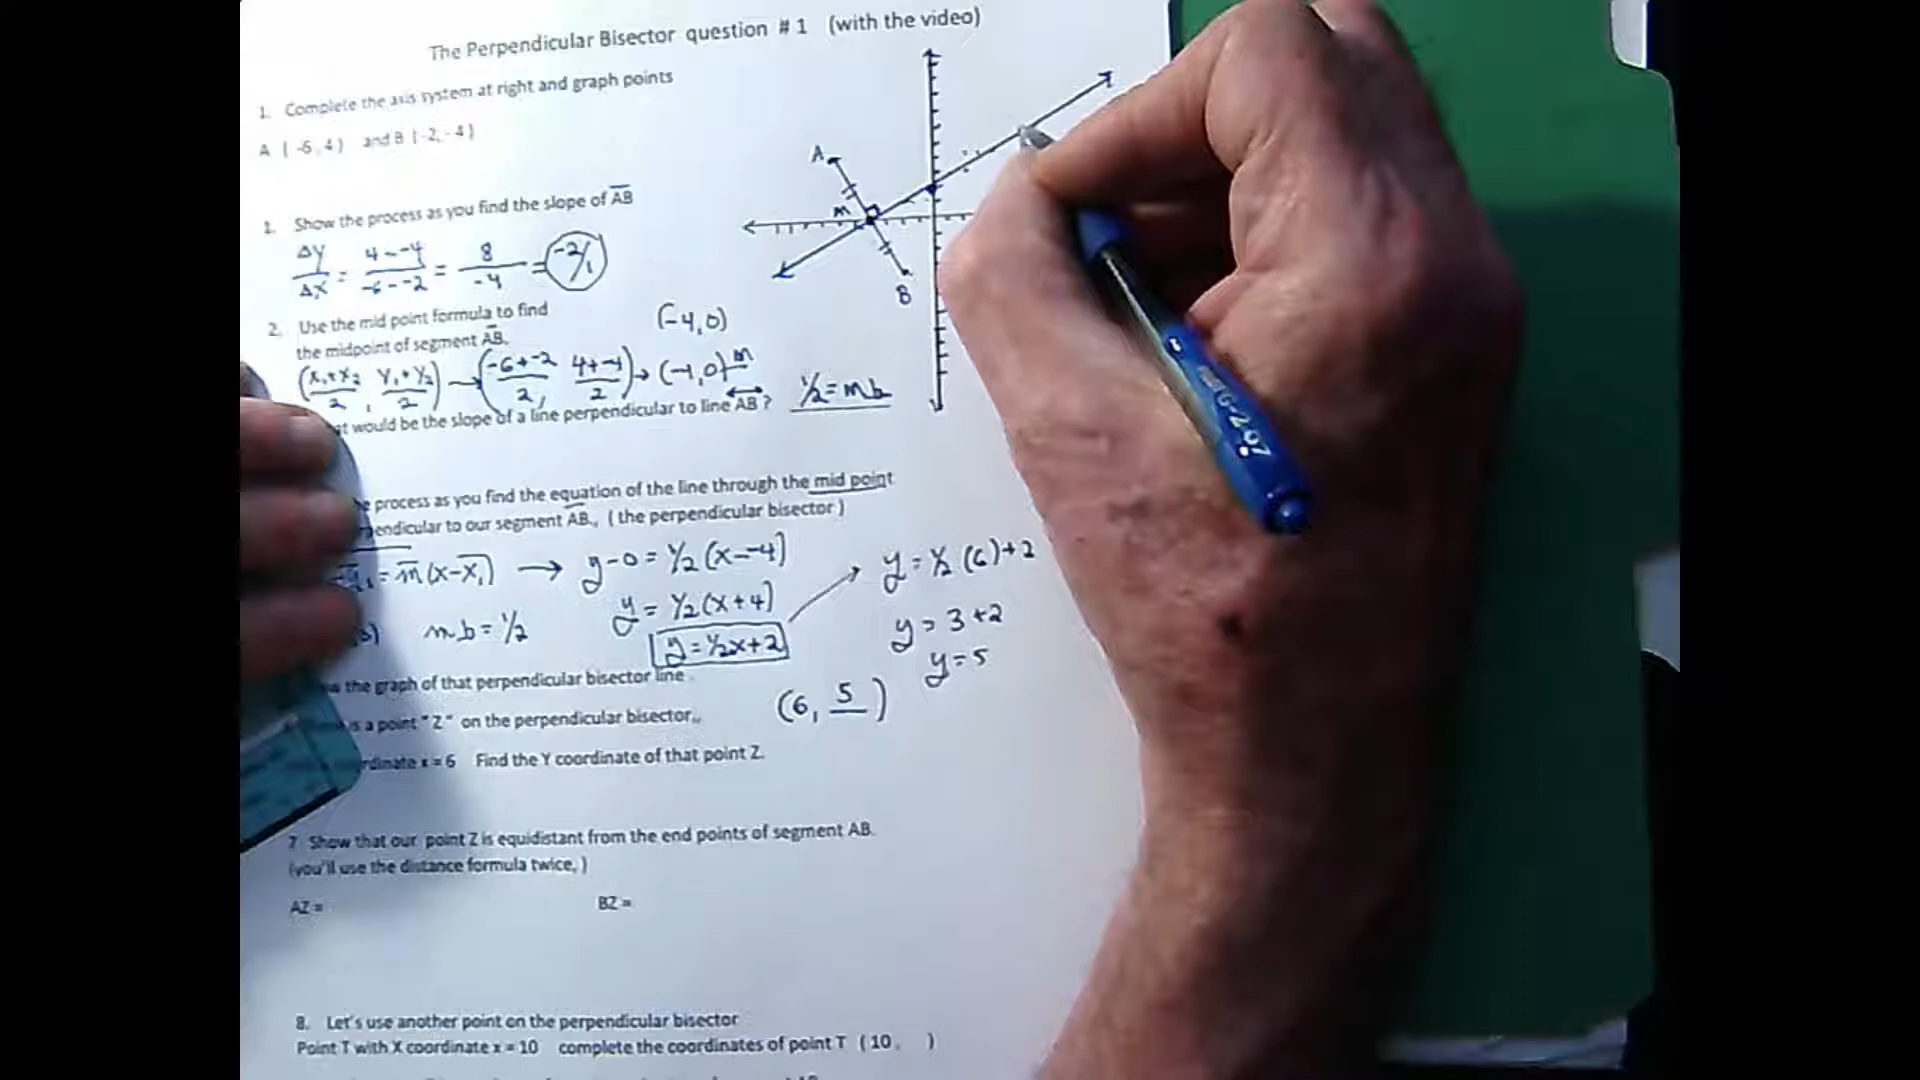 The Perpendicular Bisector question # 1 (with the video)
1. Complete the axis system at right and graph points
A ( -6, 4 ) and B ( -2, - 4 )
1. Show the process as you find the slope of AB
ΔY/ΔX = 4--4/-6--2 = 8/-4 = -2/1
2. Use the mid point formula to find
the midpoint of segment AB.
(-4,0)
(X₁+X₂/2, Y₁+Y₂/2) → (-6+-2/2, 4+-4/2) → (-4,0) m
would be the slope of a line perpendicular to line AB ?
1/2 = mb
process as you find the equation of the line through the mid point
to our segment AB., ( the perpendicular bisector )
= m(x-x₁) → y-0 = 1/2(x--4)
mb = 1/2
y = 1/2(x+4)
y = 1/2x+2
y = 1/2(6)+2
y = 3+2
y = 5
the graph of that perpendicular bisector line
is a point "Z" on the perpendicular bisector,,
(6, 5)
x = 6 Find the Y coordinate of that point Z.
7 Show that our point Z is equidistant from the end points of segment AB.
(you'll use the distance formula twice, )
AZ = BZ =
8. Let's use another point on the perpendicular bisector
Point T with X coordinate x = 10 complete the coordinates of point T ( 10 , )
A
M
B
G-207